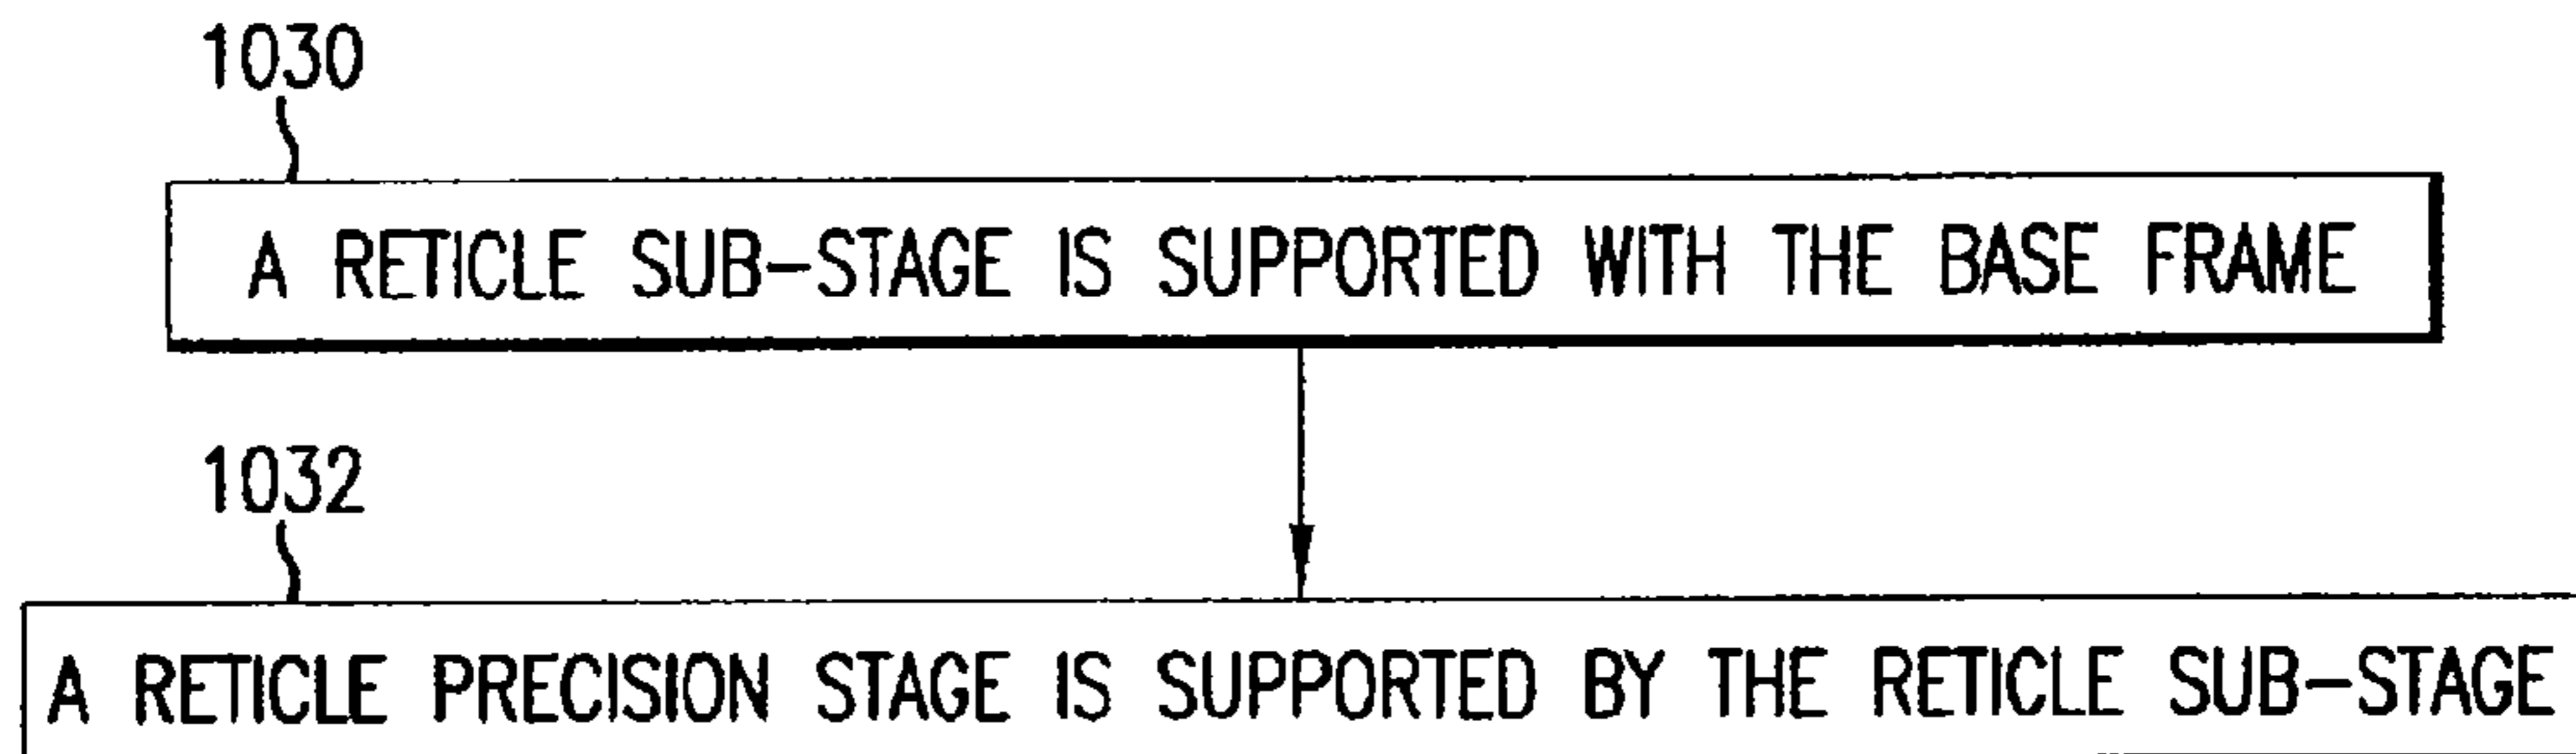 1030
A RETICLE SUB-STAGE IS SUPPORTED WITH THE BASE FRAME
1032
A RETICLE PRECISION STAGE IS SUPPORTED BY THE RETICLE SUB-STAGE